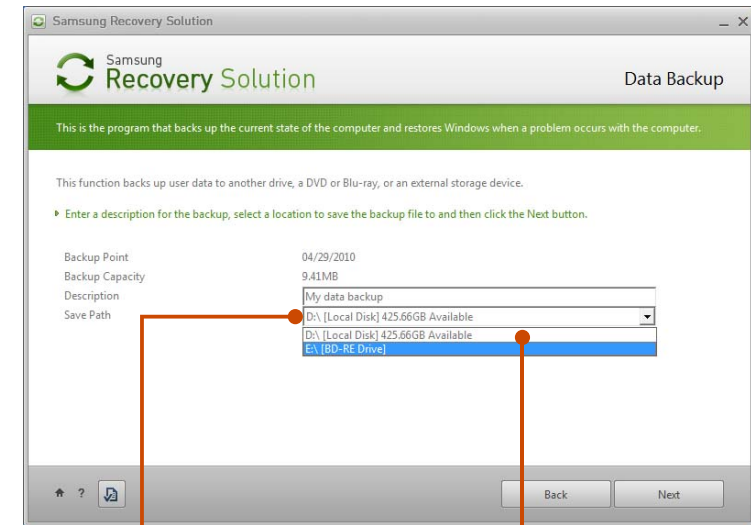 Samsung Recovery Solution
Samsung
Recovery Solution
Data Backup
This is the program that backs up the current state of the computer and restores Windows when a problem occurs with the computer.
This function backs up user data to another drive, a DVD or Blu-ray, or an external storage device.
Enter a description for the backup, select a location to save the backup file to and then click the Next button.
Backup Point 04/29/2010
Backup Capacity 9.41MB
Description My data backup
Save Path D:\ [Local Disk] 425.66GB Available
D:\ [Local Disk] 425.66GB Available
E:\ [BD-RE Drive]
? Back Next